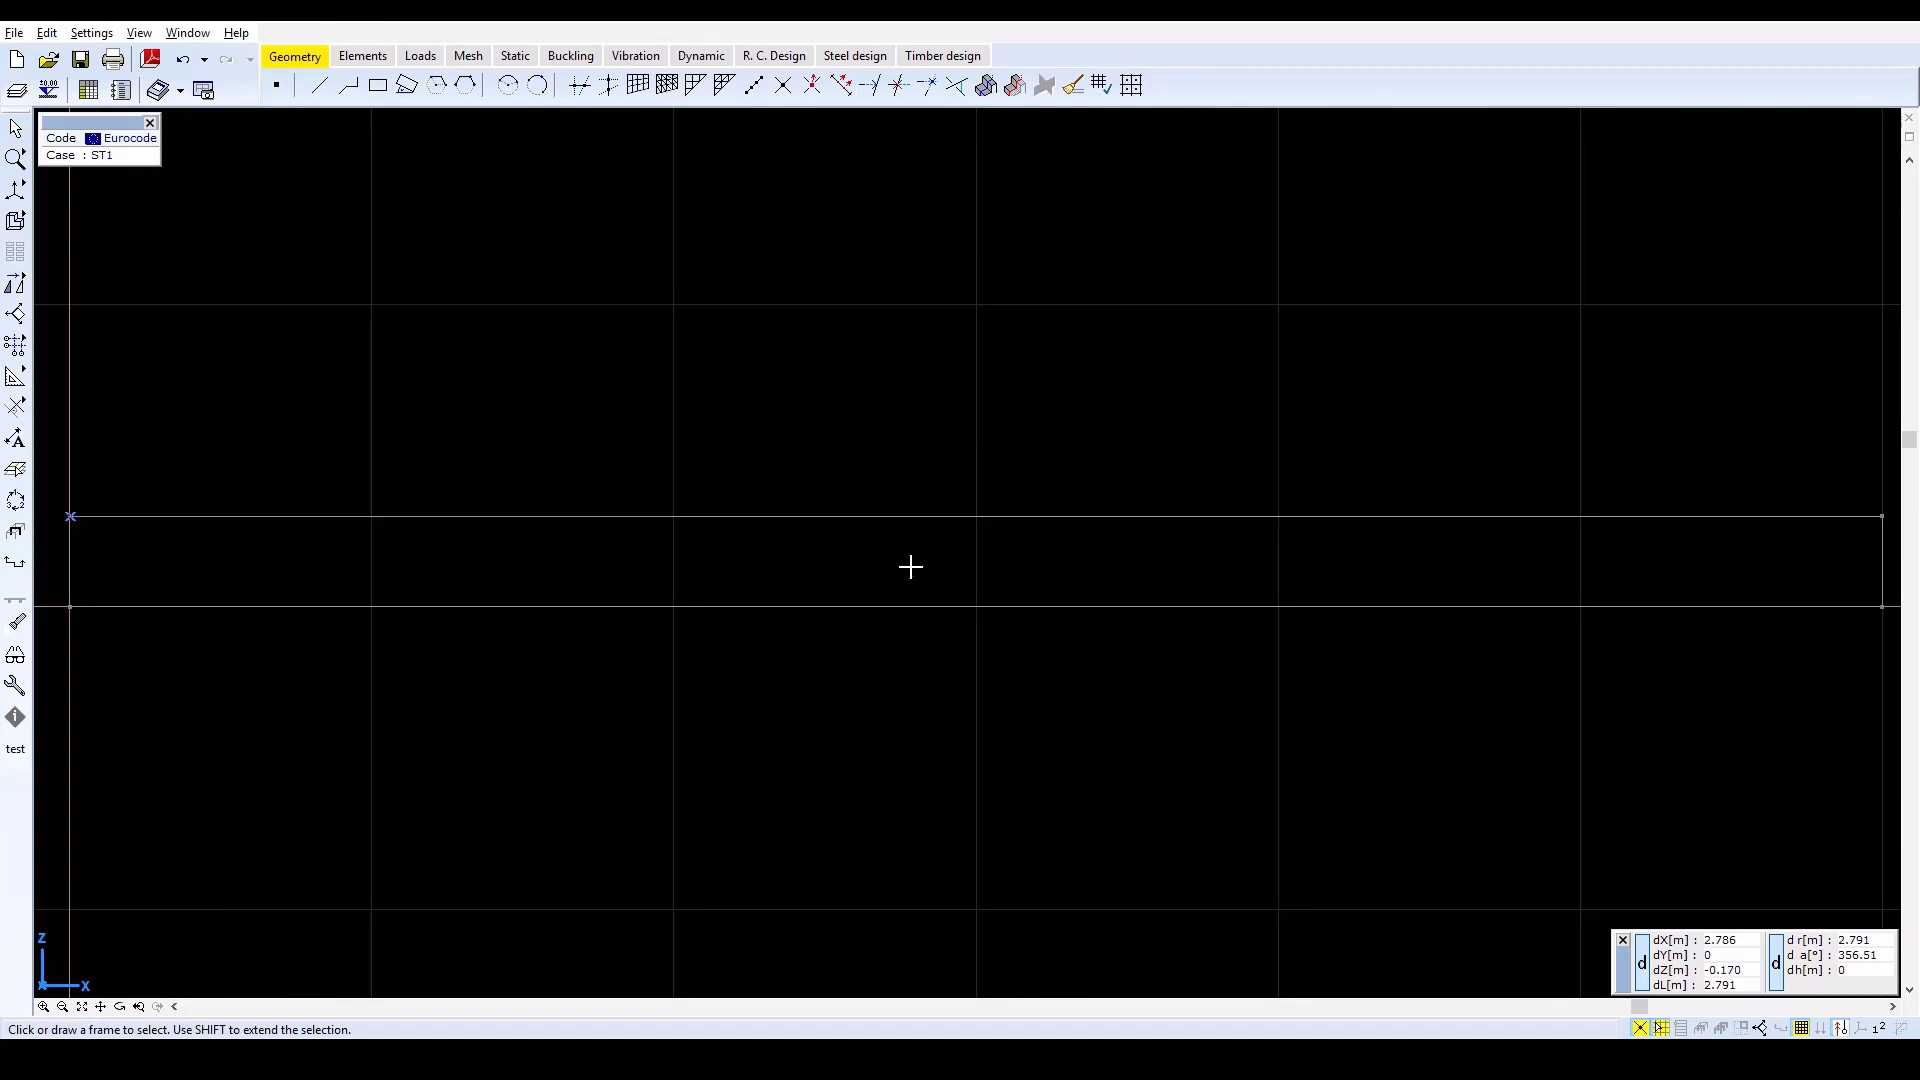 File Edit Settings View Window Help
Geometry Elements Loads Mesh Static Buckling Vibration Dynamic R. C. Design Steel design Timber design
Code Eurocode
Case : ST1
test
Z
X
dX[m] : 2.786
dY[m] : 0
dZ[m] : -0.170
dL[m] : 2.791
d
d r[m] : 2.791
d a[°] : 356.51
dh[m] : 0
d
Click or draw a frame to select. Use SHIFT to extend the selection.